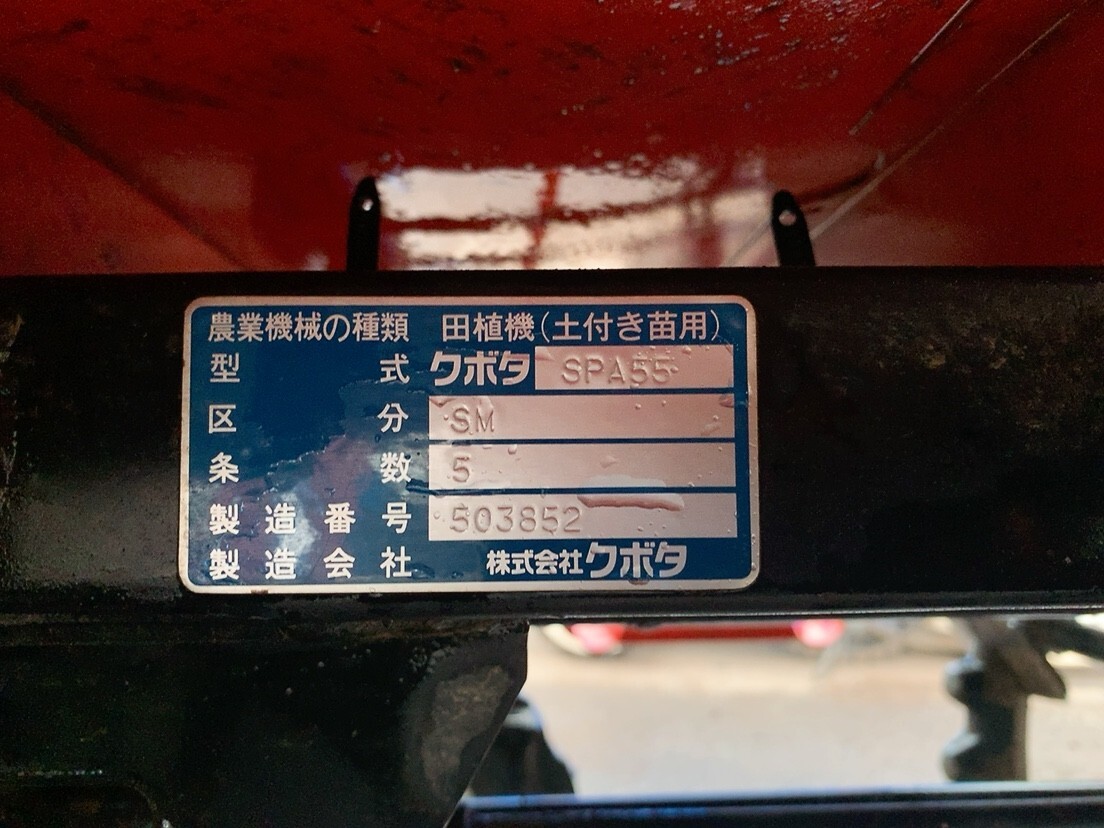 農業機械の種類 田植機(土付き苗用)
型式 クボタ SPA55
区分 SM
条数 5
製造番号 503852
製造会社 株式会社クボタ